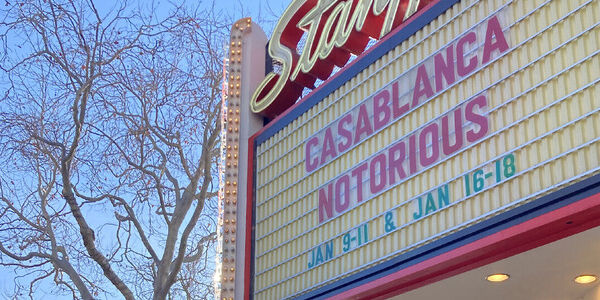 CASABLANCA
NOTORIOUS
JAN 9-11 & JAN 16-18